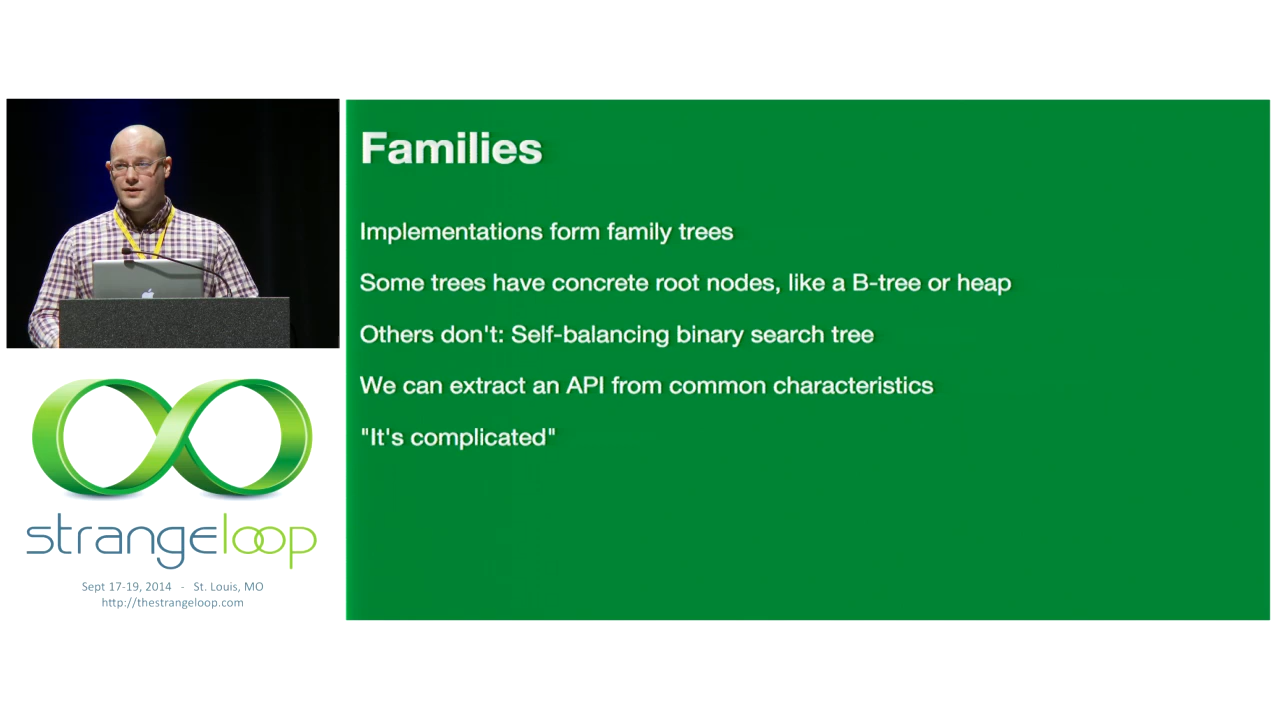 Families
Implementations form family trees
Some trees have concrete root nodes, like a B-tree or heap
Others don't: Self-balancing binary search tree
We can extract an API from common characteristics
"It's complicated"
strangeloop
Sept 17-19, 2014 - St. Louis, MO
http://thestrangeloop.com